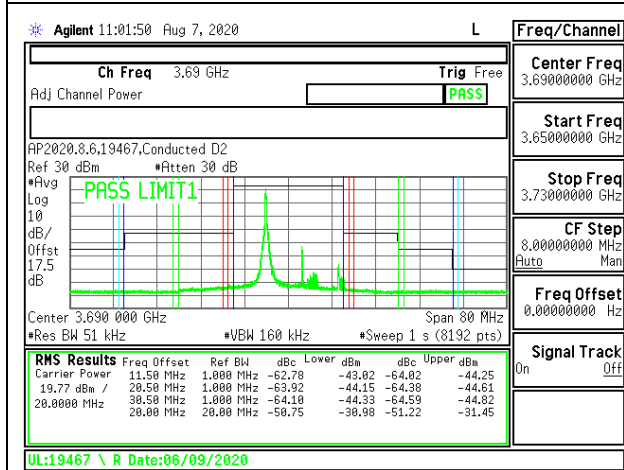 Agilent 11:01:50 Aug 7, 2020 L
Ch Freq 3.69 GHz Trig Free
Adj Channel Power PASS
AP2020.8.6,19467,Conducted D2
Ref 30 dBm #Atten 30 dB
#Avg
Log
10
dB/
Offst
17.5
dB
PASS LIMIT1
Center 3.690 000 GHz Span 80 MHz
#Res BW 51 kHz #VBW 160 kHz #Sweep 1 s (8192 pts)
RMS Results Freq Offset Ref BW dBc Lower dBm dBc Upper dBm
Carrier Power 11.50 MHz 1.000 MHz -62.78 -43.02 -64.02 -44.25
19.77 dBm / 20.50 MHz 1.000 MHz -63.92 -44.15 -64.38 -44.61
20.0000 MHz 30.50 MHz 1.000 MHz -64.10 -44.33 -64.59 -44.82
20.00 MHz 20.00 MHz -50.75 -30.98 -51.22 -31.45
UL:19467 \ R Date:06/09/2020
Freq/Channel
Center Freq
3.69000000 GHz
Start Freq
3.65000000 GHz
Stop Freq
3.73000000 GHz
CF Step
8.00000000 MHz
Auto Man
Freq Offset
0.00000000 Hz
Signal Track
On Off